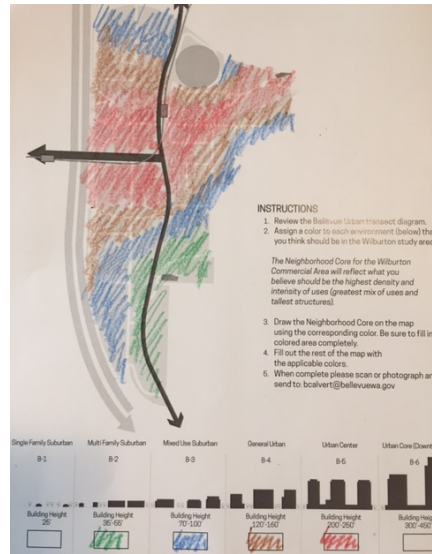 INSTRUCTIONS
1. Review the Bellevue Urban transect diagram.
2. Assign a color to each environment (below) tha
you think should be in the Wilburton study area
The Neighborhood Core for the Wilburton
Commercial Area will reflect what you
believe should be the highest density and
intensity of uses (greatest mix of uses and
tallest structures).
3. Draw the Neighborhood Core on the map
using the corresponding color. Be sure to fill in
colored area completely.
4. Fill out the rest of the map with
the applicable colors.
5. When complete please scan or photograph an
send to: bcalvert@bellevuewa.g
Single Family Suburban Multi Family Suburban Mixed Use Suburban General Urban Urban Center Urban Core (Downt
B-1 B-2 B-3 B-4 B-5 B-6
Building Height Building Height Building Height Building Height Building Height Building Hei
25' 35'-55' 70'-100' 120'-160' 200'-250' 300'-450'